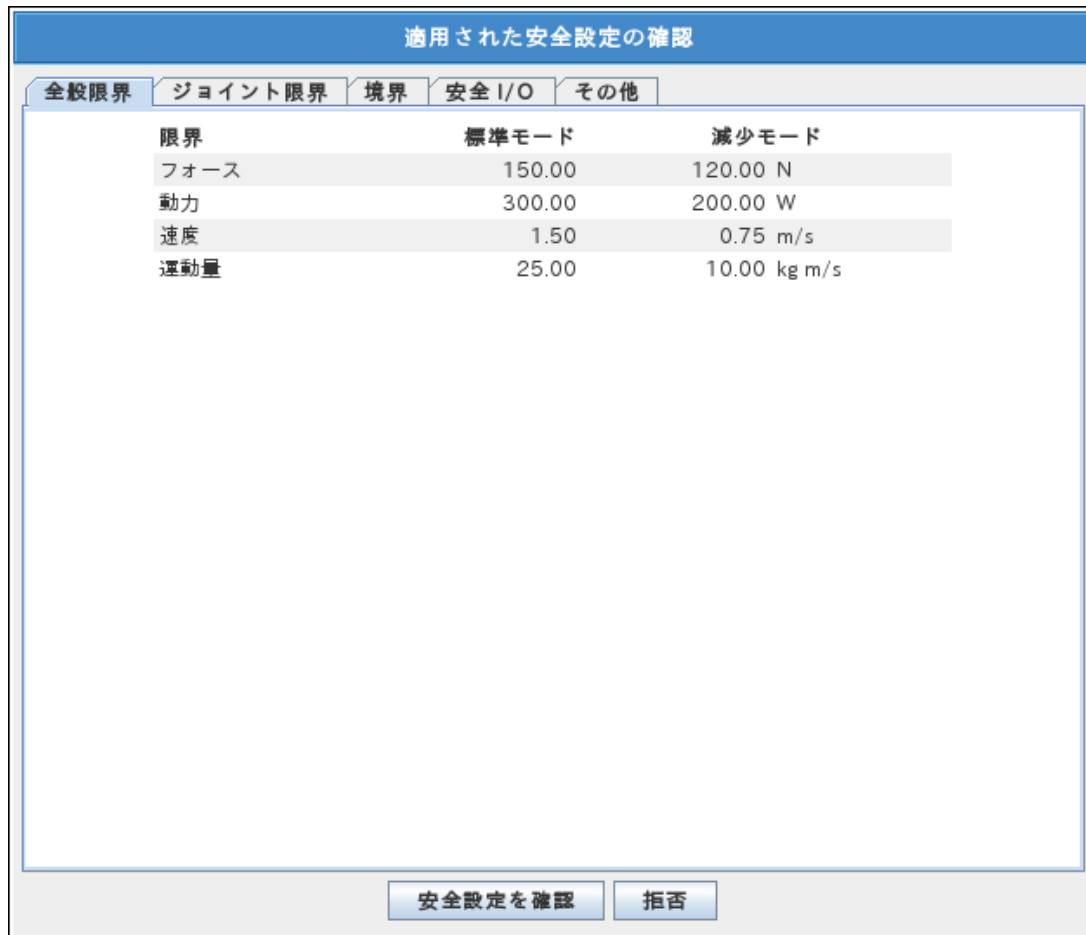 適用された安全設定の確認
全般限界 ジョイント限界 境界 安全 I/O その他
限界 標準モード 減少モード
フォース 150.00 120.00 N
動力 300.00 200.00 W
速度 1.50 0.75 m/s
運動量 25.00 10.00 kg m/s
安全設定を確認 拒否